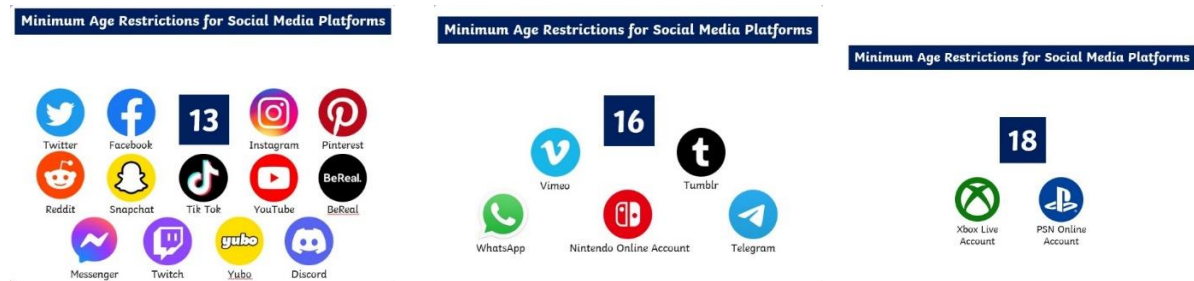 Minimum Age Restrictions for Social Media Platforms
13
Twitter
Facebook
Instagram
Pinterest
BeReal.
Reddit
Snapchat
Tik Tok
YouTube
BeReal
yubo
Messenger
Twitch
Yubo
Discord
Minimum Age Restrictions for Social Media Platforms
16
Vimeo
Tumblr
WhatsApp
Nintendo Online Account
Telegram
Minimum Age Restrictions for Social Media Platforms
18
Xbox Live
Account
PSN Online
Account